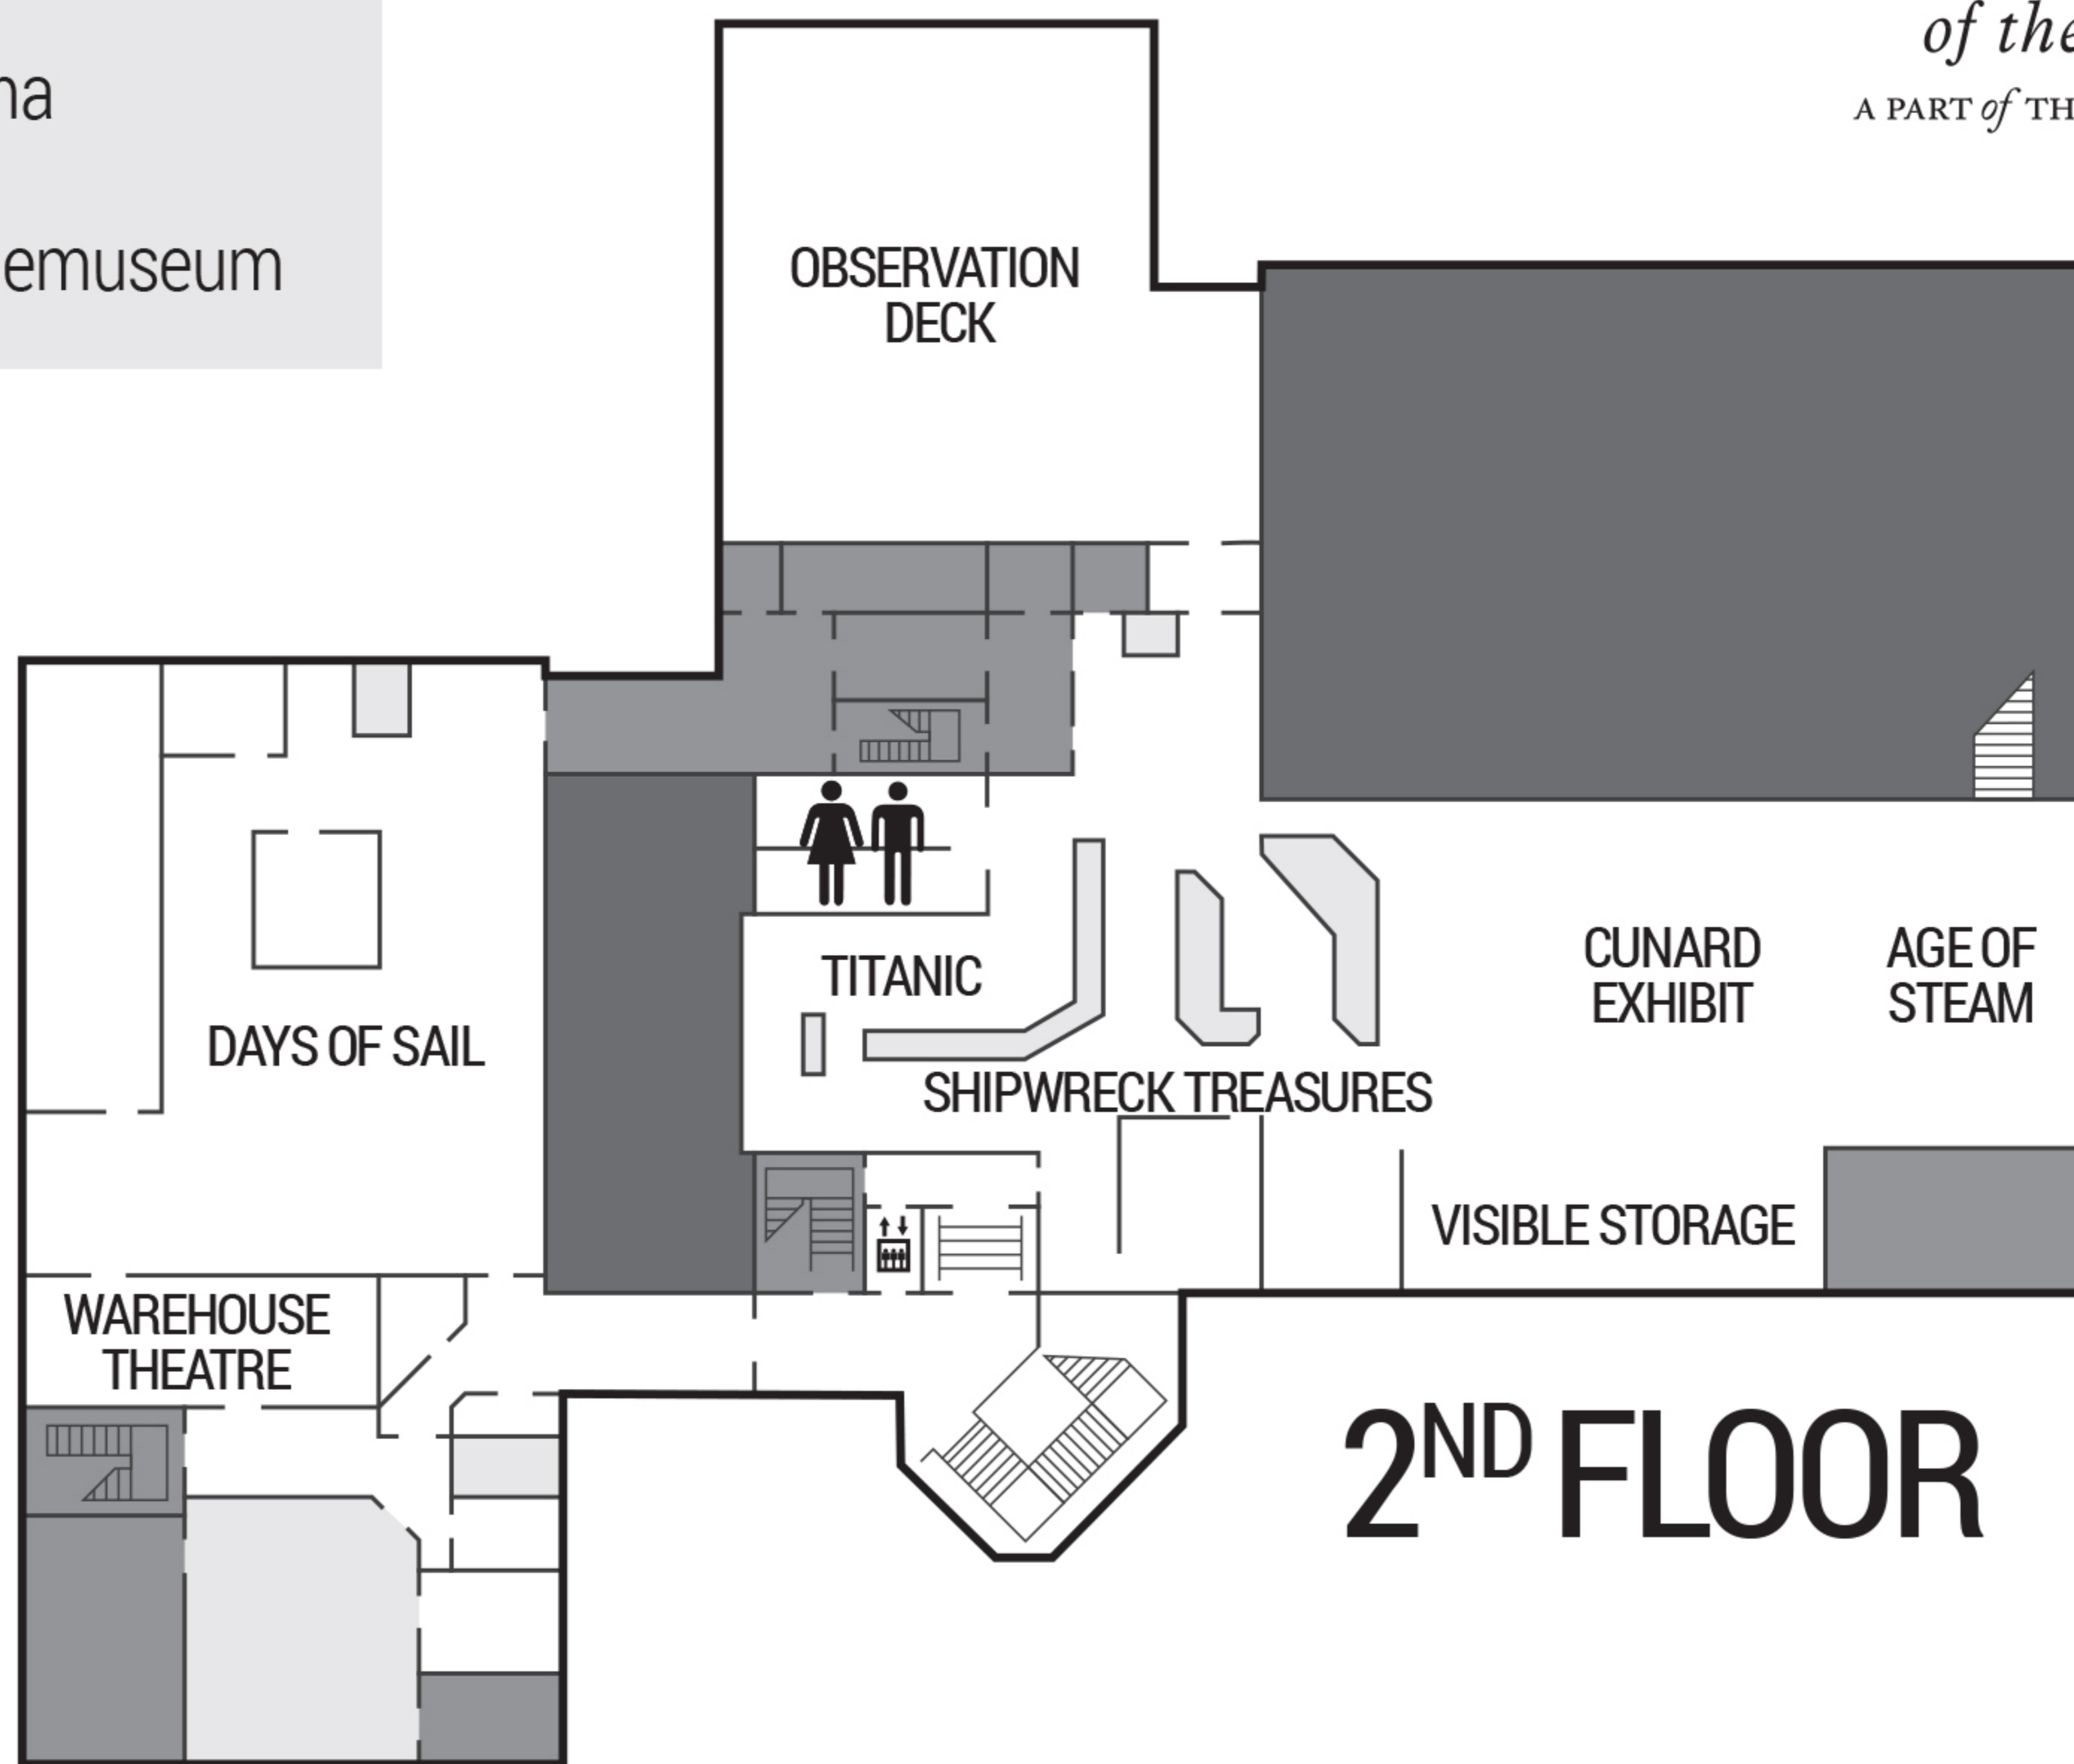 na
emuseum
of the
A PART of TH
OBSERVATION
DECK
TITANIC
CUNARD
EXHIBIT
AGE OF
STEAM
DAYS OF SAIL
SHIPWRECK TREASURES
VISIBLE STORAGE
WAREHOUSE
THEATRE
2ND FLOOR